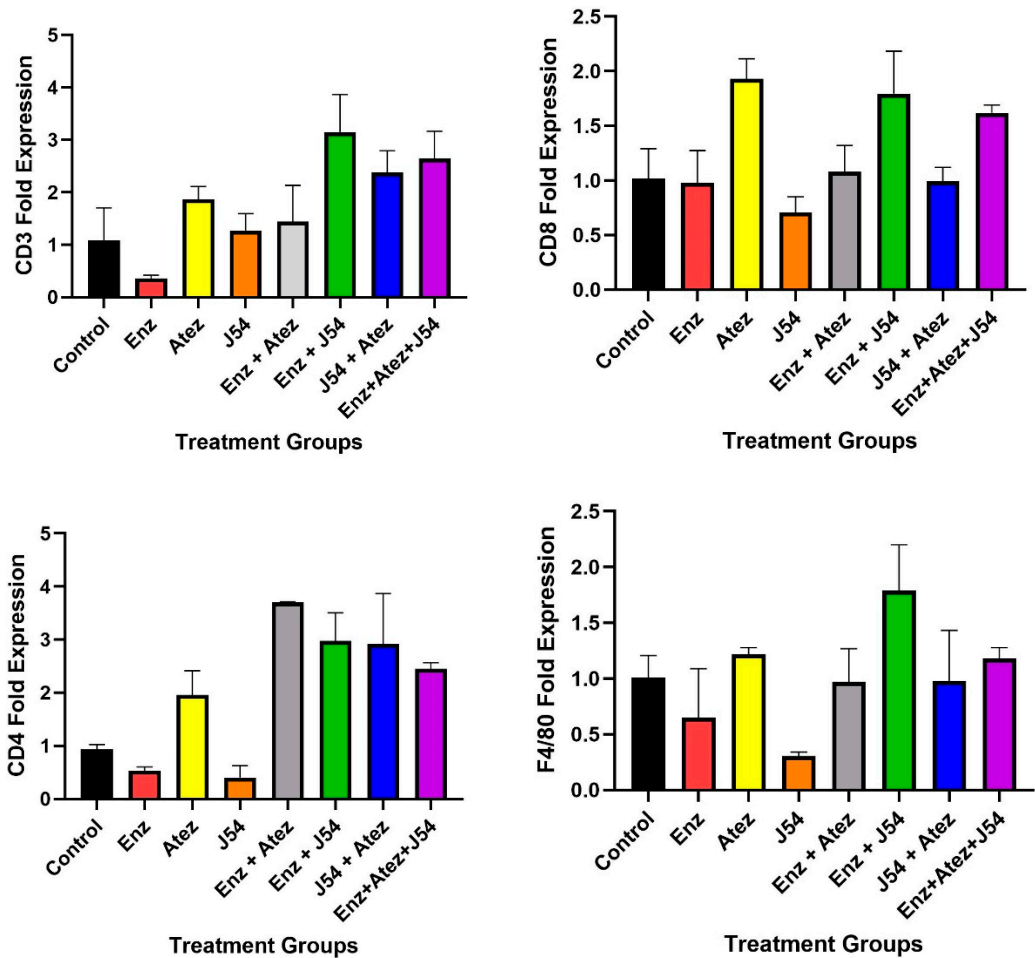 CD3 Fold Expression
5
4
3
2
1
0
Control
Enz
Atez
J54
Enz + Atez
Enz + J54
J54 + Atez
Enz+Atez+J54
Treatment Groups
CD8 Fold Expression
2.5
2.0
1.5
1.0
0.5
0.0
Control
Enz
Atez
J54
Enz + Atez
Enz + J54
J54 + Atez
Enz+Atez+J54
Treatment Groups
CD4 Fold Expression
5
4
3
2
1
0
Control
Enz
Atez
J54
Enz + Atez
Enz + J54
J54 + Atez
Enz+Atez+J54
Treatment Groups
F4/80 Fold Expression
2.5
2.0
1.5
1.0
0.5
0.0
Control
Enz
Atez
J54
Enz + Atez
Enz + J54
J54 + Atez
Enz+Atez+J54
Treatment Groups